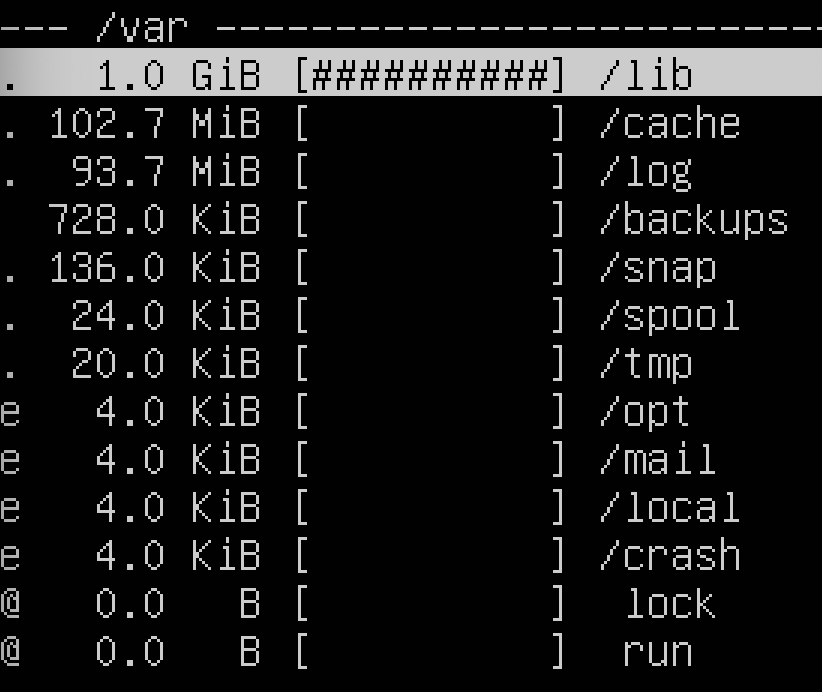 --- /var --------------------------
.   1.0 GiB [##########] /lib
. 102.7 MiB [          ] /cache
.  93.7 MiB [          ] /log
  728.0 KiB [          ] /backups
. 136.0 KiB [          ] /snap
.  24.0 KiB [          ] /spool
.  20.0 KiB [          ] /tmp
e   4.0 KiB [          ] /opt
e   4.0 KiB [          ] /mail
e   4.0 KiB [          ] /local
e   4.0 KiB [          ] /crash
@   0.0   B [          ]  lock
@   0.0   B [          ]  run